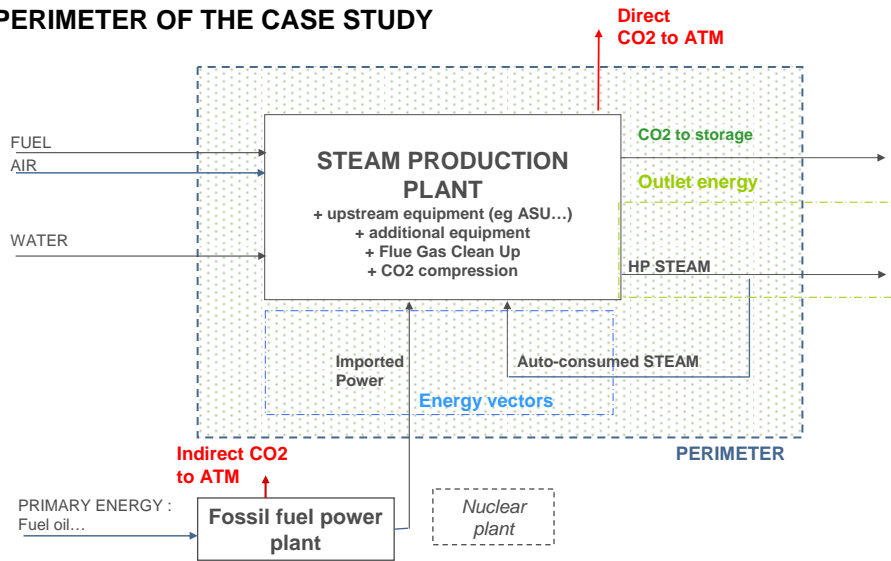 PERIMETER OF THE CASE STUDY
Direct
CO2 to ATM
FUEL
AIR
WATER
STEAM PRODUCTION
PLANT
+ upstream equipment (eg ASU…)
+ additional equipment
+ Flue Gas Clean Up
+ CO2 compression
CO2 to storage
Outlet energy
HP STEAM
Imported
Power
Auto-consumed STEAM
Energy vectors
PERIMETER
Indirect CO2
to ATM
PRIMARY ENERGY :
Fuel oil…
Fossil fuel power
plant
Nuclear
plant